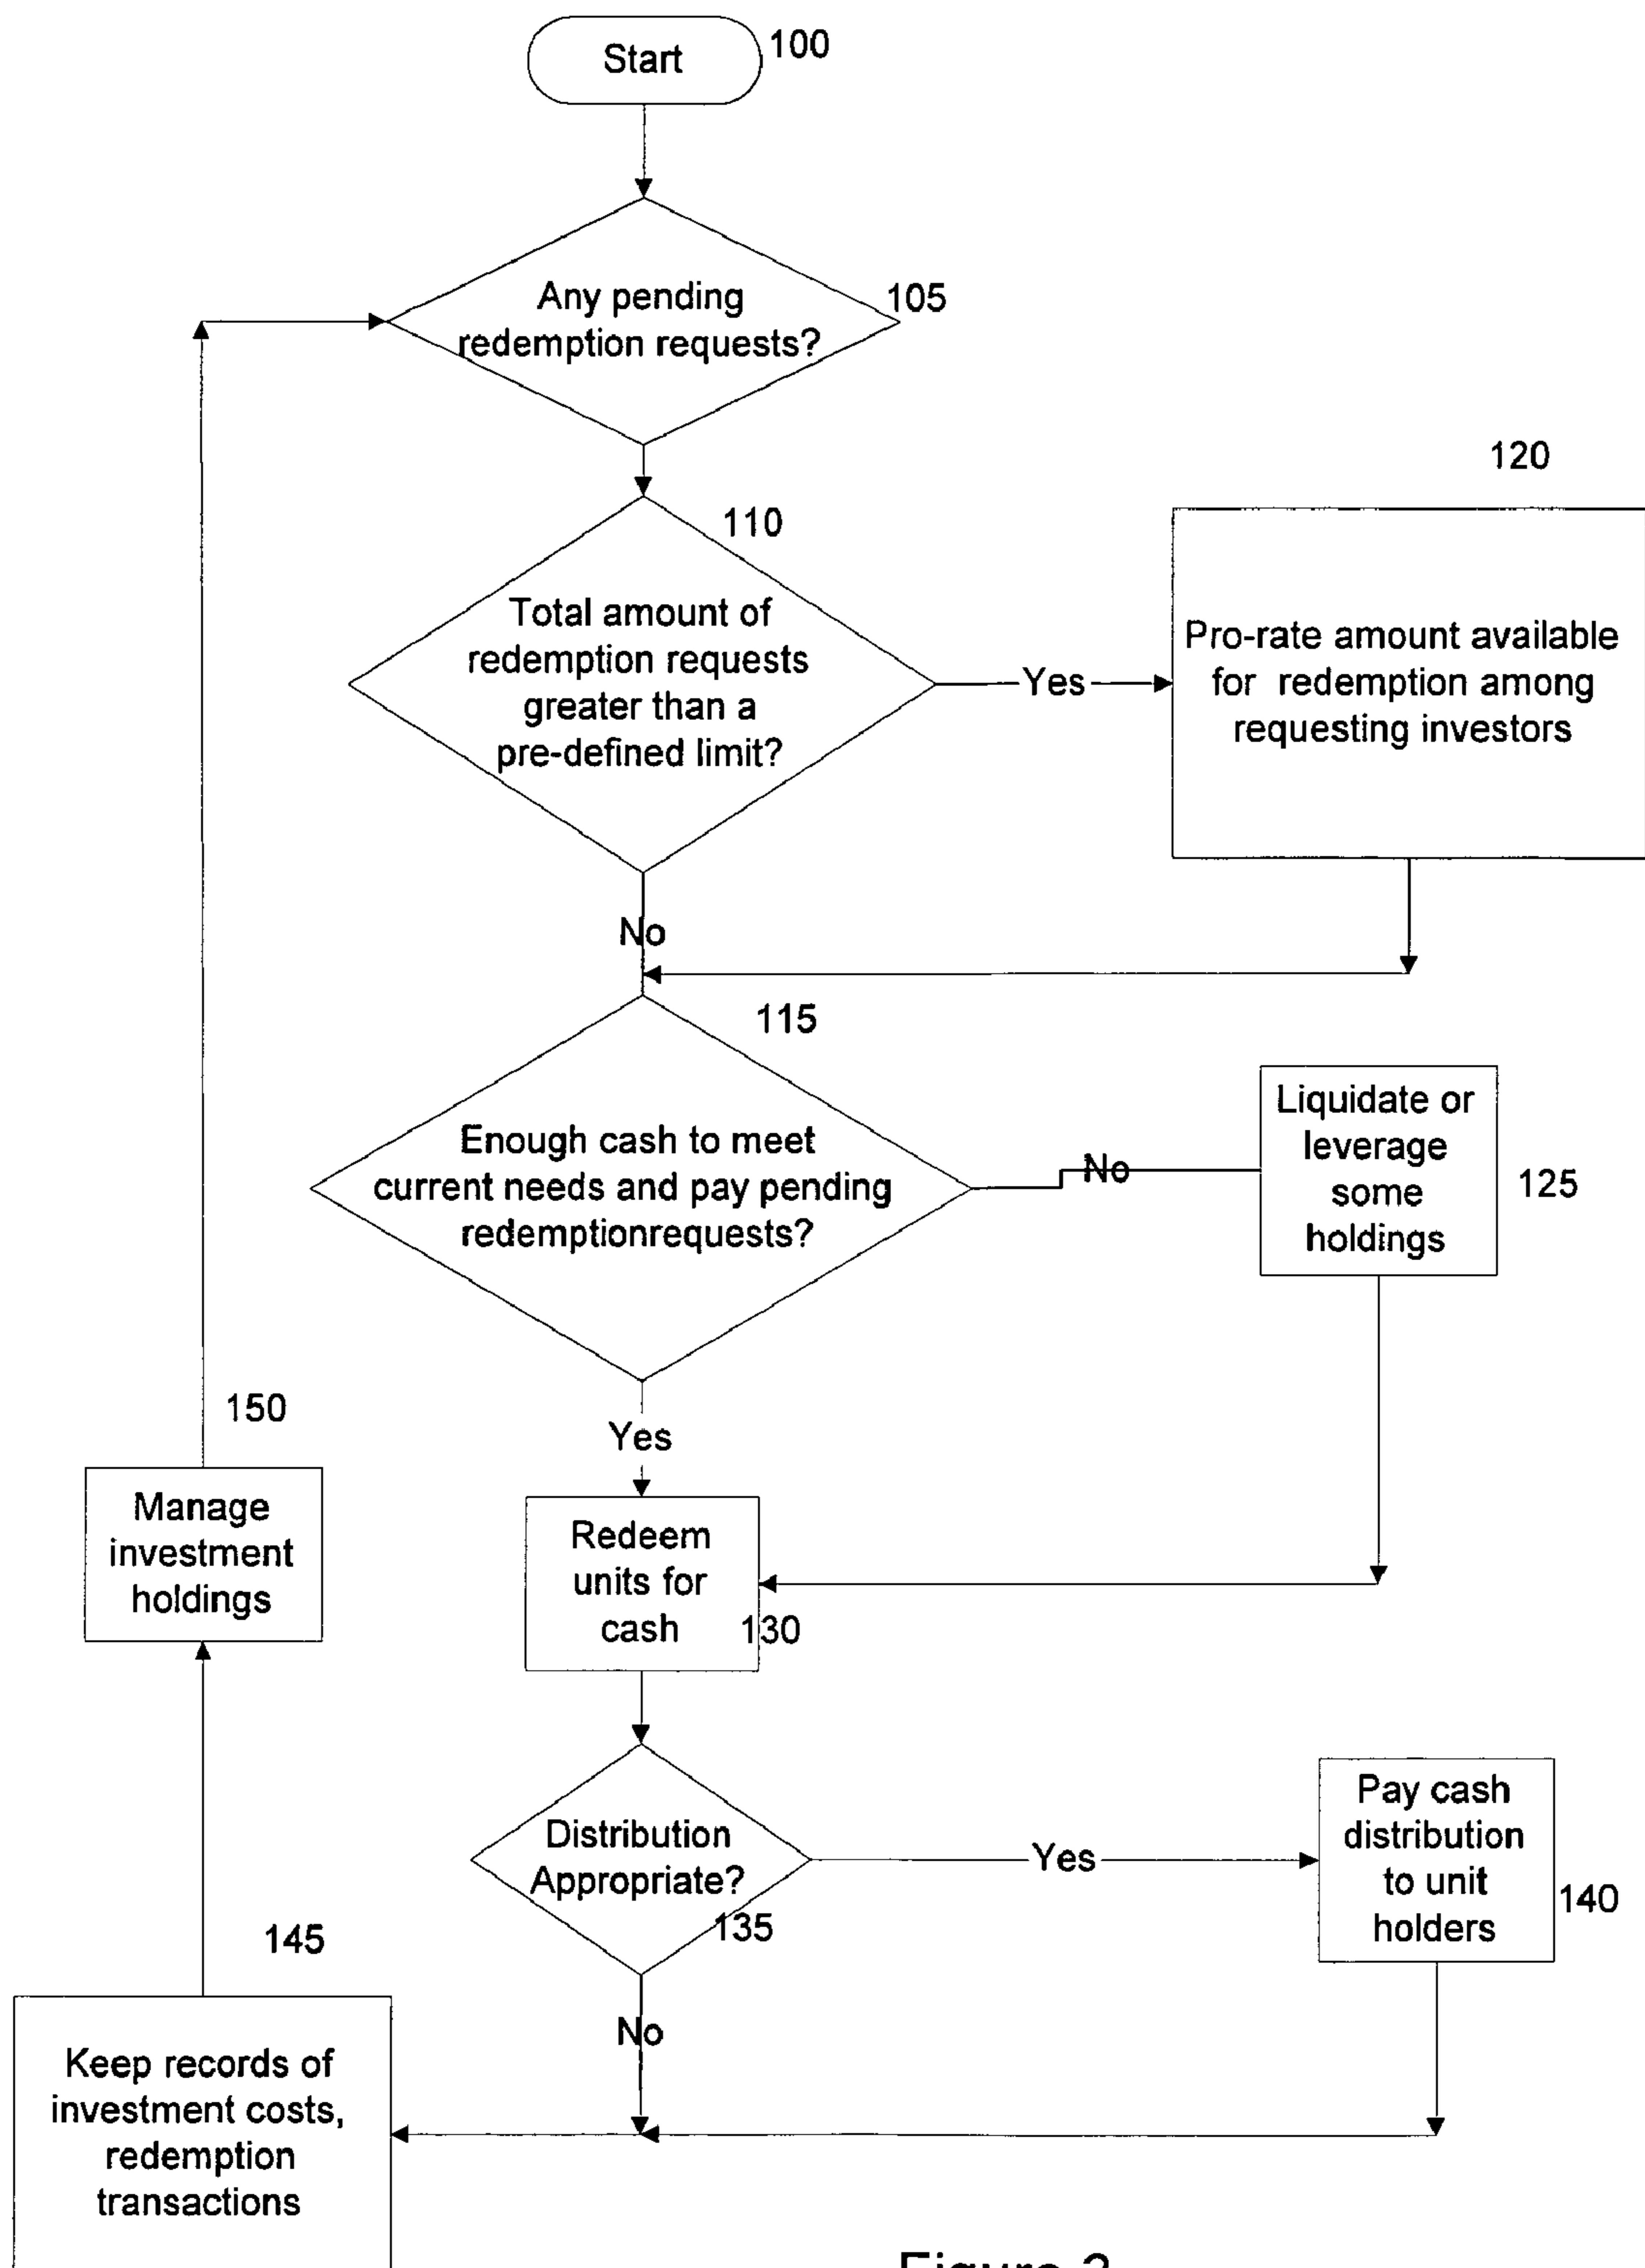 Start
100
Any pending
redemption requests?
105
110
Total amount of
redemption requests
greater than a
pre-defined limit?
Yes
120
Pro-rate amount available
for redemption among
requesting investors
No
115
Enough cash to meet
current needs and pay pending
redemptionrequests?
No
Liquidate or
leverage
some
holdings
125
Yes
150
Manage
investment
holdings
Redeem
units for
cash
130
Distribution
Appropriate?
135
Yes
Pay cash
distribution
to unit
holders
140
No
145
Keep records of
investment costs,
redemption
transactions